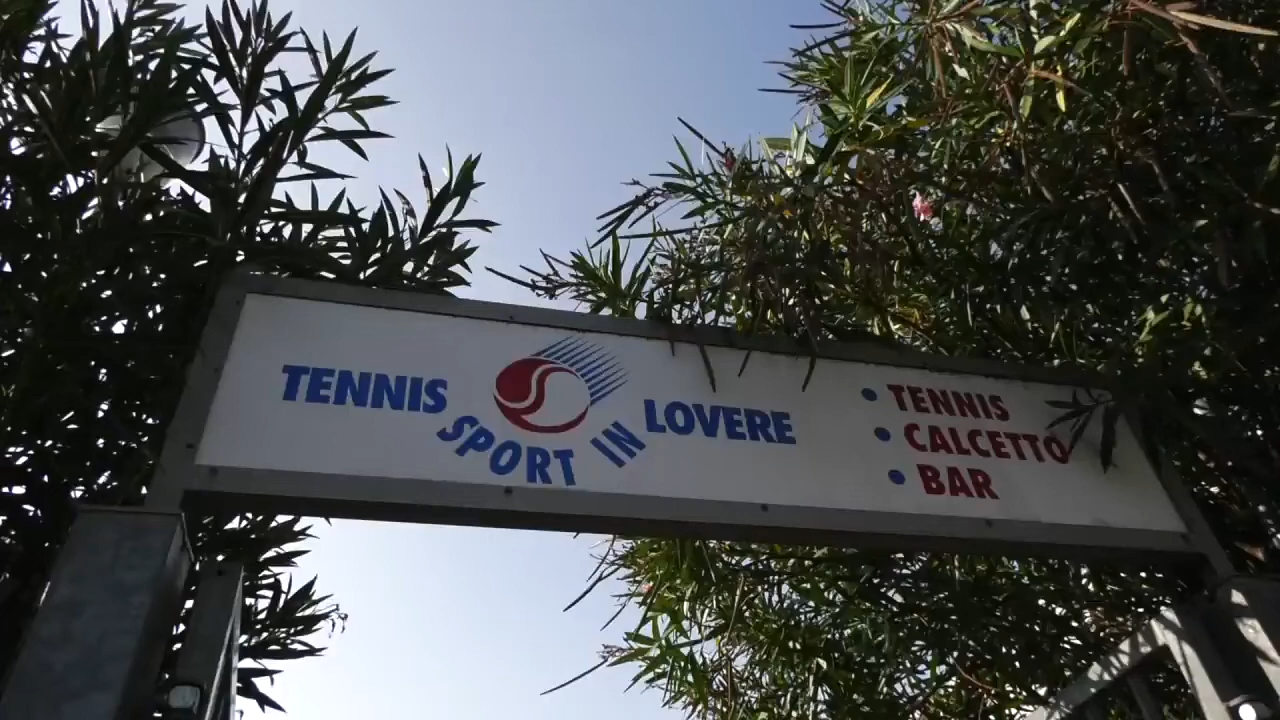 TENNIS SPORT IN LOVERE
• TENNIS
• CALCETTO
• BAR